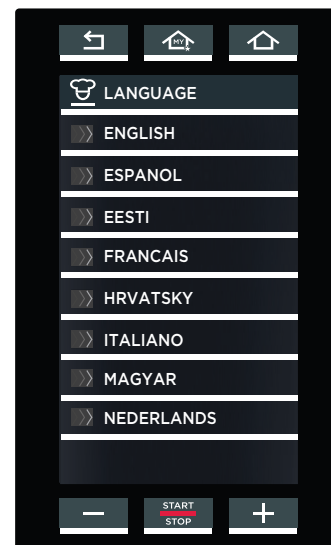 MY
LANGUAGE
ENGLISH
ESPANOL
EESTI
FRANCAIS
HRVATSKY
ITALIANO
MAGYAR
NEDERLANDS
START
STOP